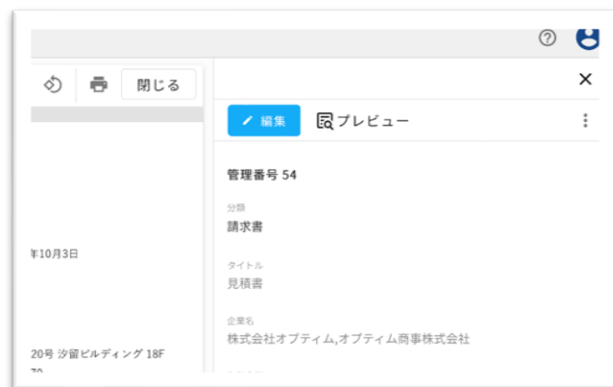 閉じる
編集
プレビュー
管理番号 54
分類
請求書
タイトル
見積書
年10月3日
企業名
株式会社オプティム,オプティム商事株式会社
20号 汐留ビルディング 18F